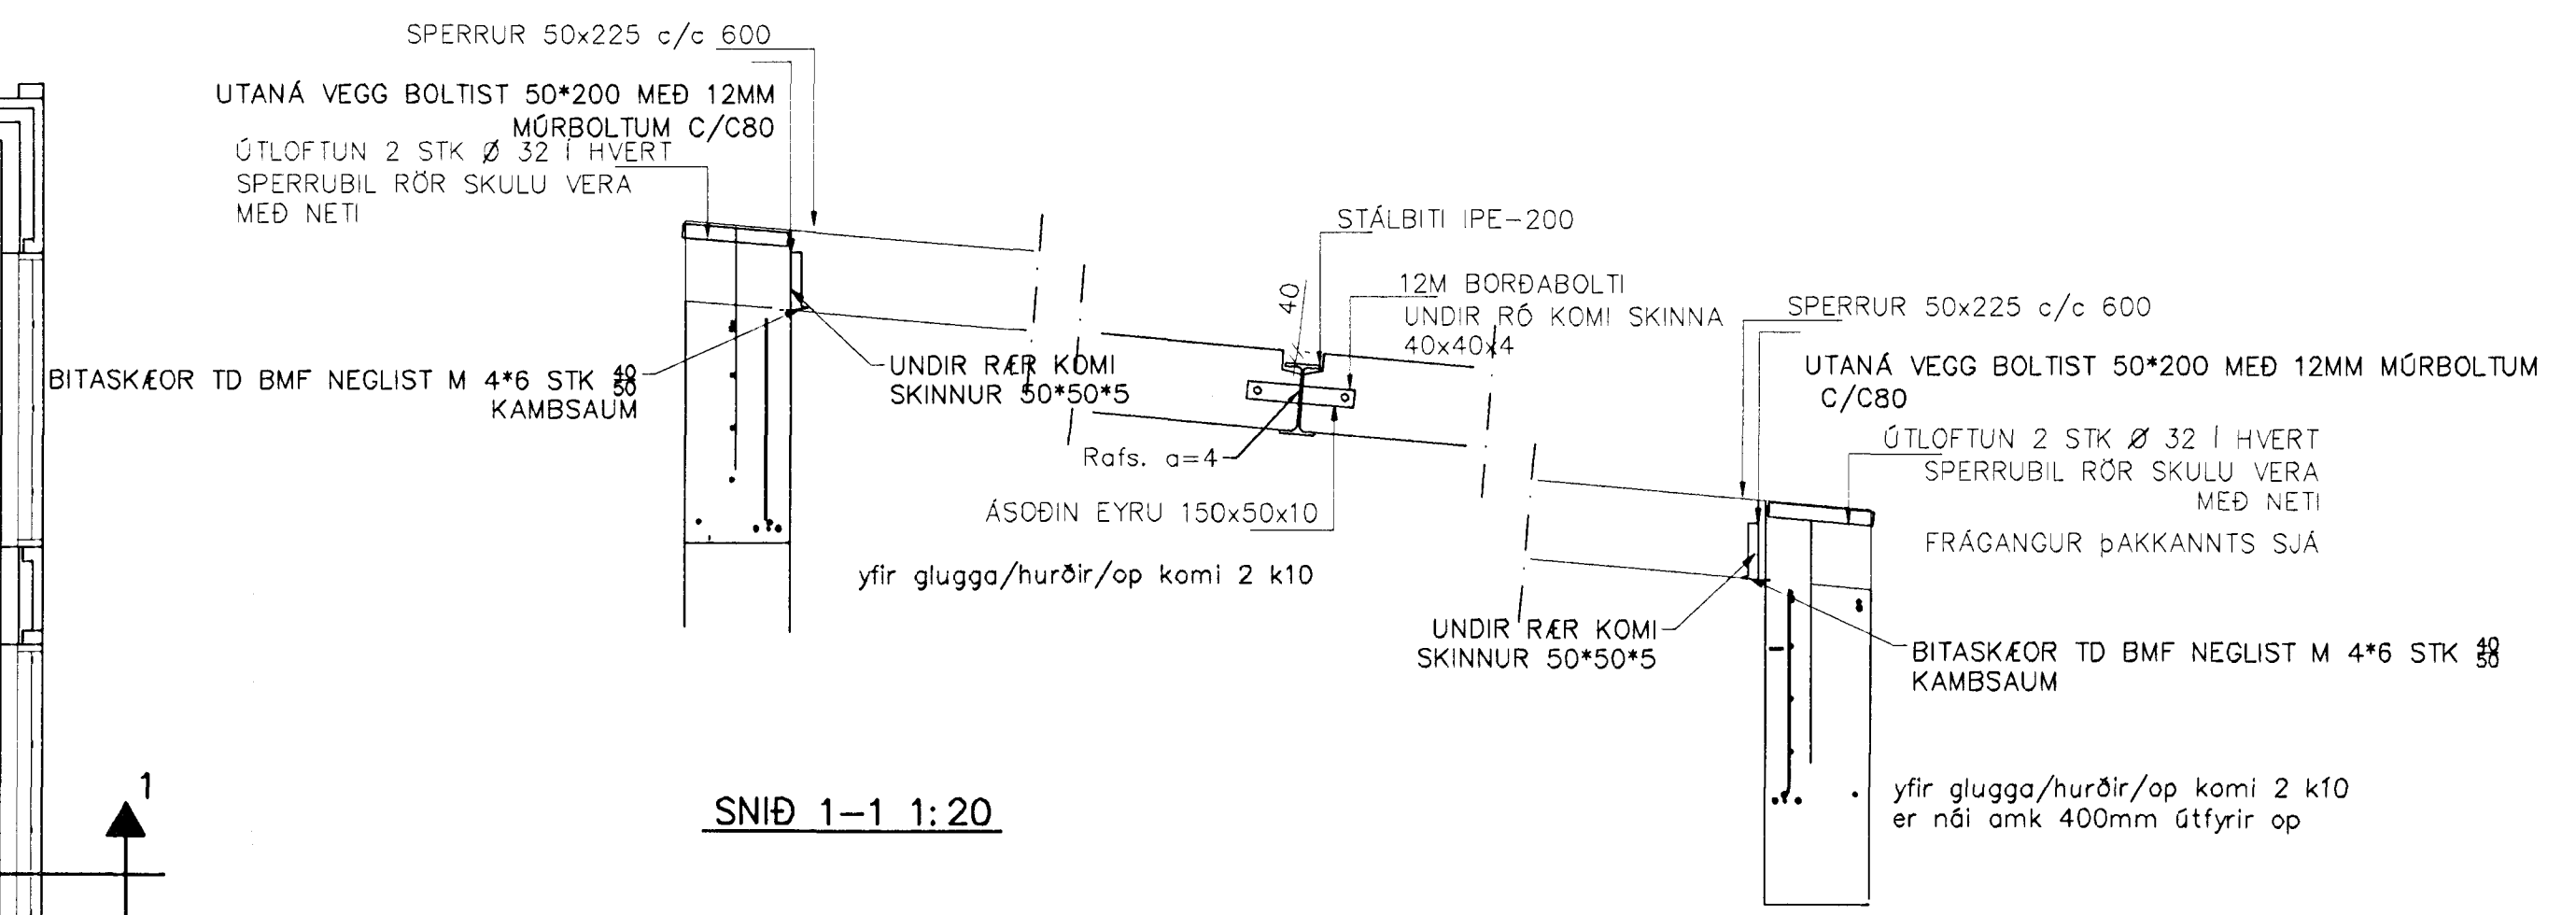 SPERRUR 50x225 c/c 600
UTANÁ VEGG BOLTIST 50*200 MEÐ 12MM
MÚRBOLTUM C/C80
ÚTLOFTUN 2 STK Ø 32 Í HVERT
SPERRUBIL RÖR SKULU VERA
MEÐ NETI
BITASKÆOR TD BMF NEGLIST M 4*6 STK 40
50
KAMBSAUM
UNDIR RÆR KOMI
SKINNUR 50*50*5
STÁLBITI IPE-200
40
12M BORÐABOLTI
UNDIR RÓ KOMI SKINNA
40x40x4
Rafs. a=4
ÁSOÐIN EYRU 150x50x10
yfir glugga/hurðir/op komi 2 k10
SPERRUR 50x225 c/c 600
UTANÁ VEGG BOLTIST 50*200 MEÐ 12MM MÚRBOLTUM
C/C80
ÚTLOFTUN 2 STK Ø 32 Í HVERT
SPERRUBIL RÖR SKULU VERA
MEÐ NETI
FRÁGANGUR ÞAKKANNTS SJÁ
UNDIR RÆR KOMI
SKINNUR 50*50*5
BITASKÆOR TD BMF NEGLIST M 4*6 STK 40
50
KAMBSAUM
yfir glugga/hurðir/op komi 2 k10
er nái amk 400mm útfyrir op
SNIÐ 1-1 1:20
1